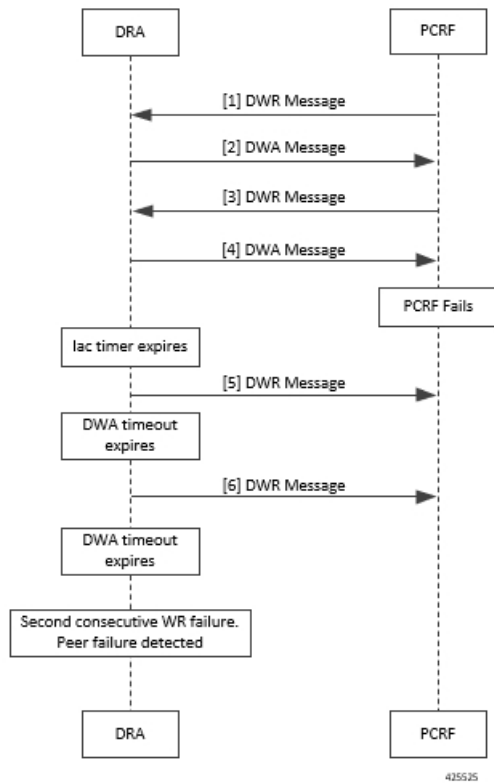 DRA
PCRF
[1] DWR Message
[2] DWA Message
[3] DWR Message
[4] DWA Message
PCRF Fails
Iac timer expires
[5] DWR Message
DWA timeout
expires
[6] DWR Message
DWA timeout
expires
Second consecutive WR failure.
Peer failure detected
DRA
PCRF
425525